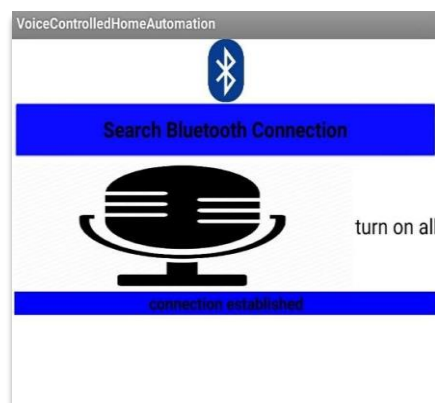 VoiceControlledHomeAutomation
Search Bluetooth Connection
turn on all
connection established